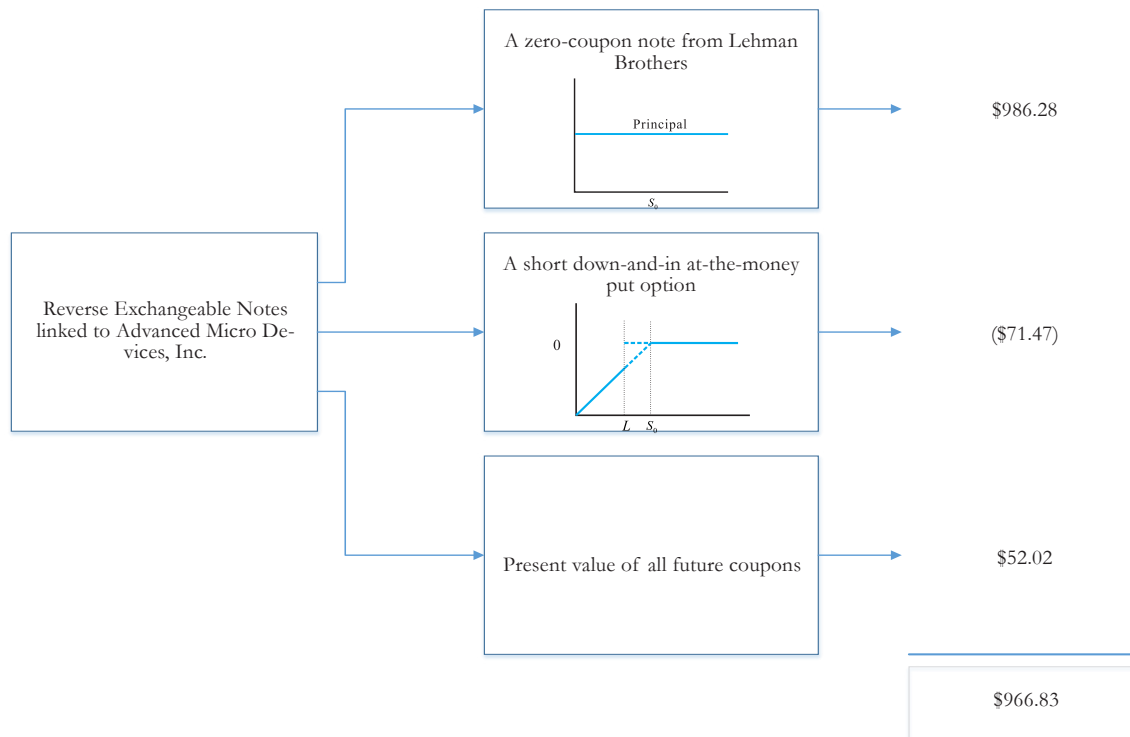 A zero-coupon note from Lehman
Brothers
Principal
S₀
$986.28
Reverse Exchangeable Notes
linked to Advanced Micro De-
vices, Inc.
A short down-and-in at-the-money
put option
0
L S₀
($71.47)
Present value of all future coupons
$52.02
$966.83